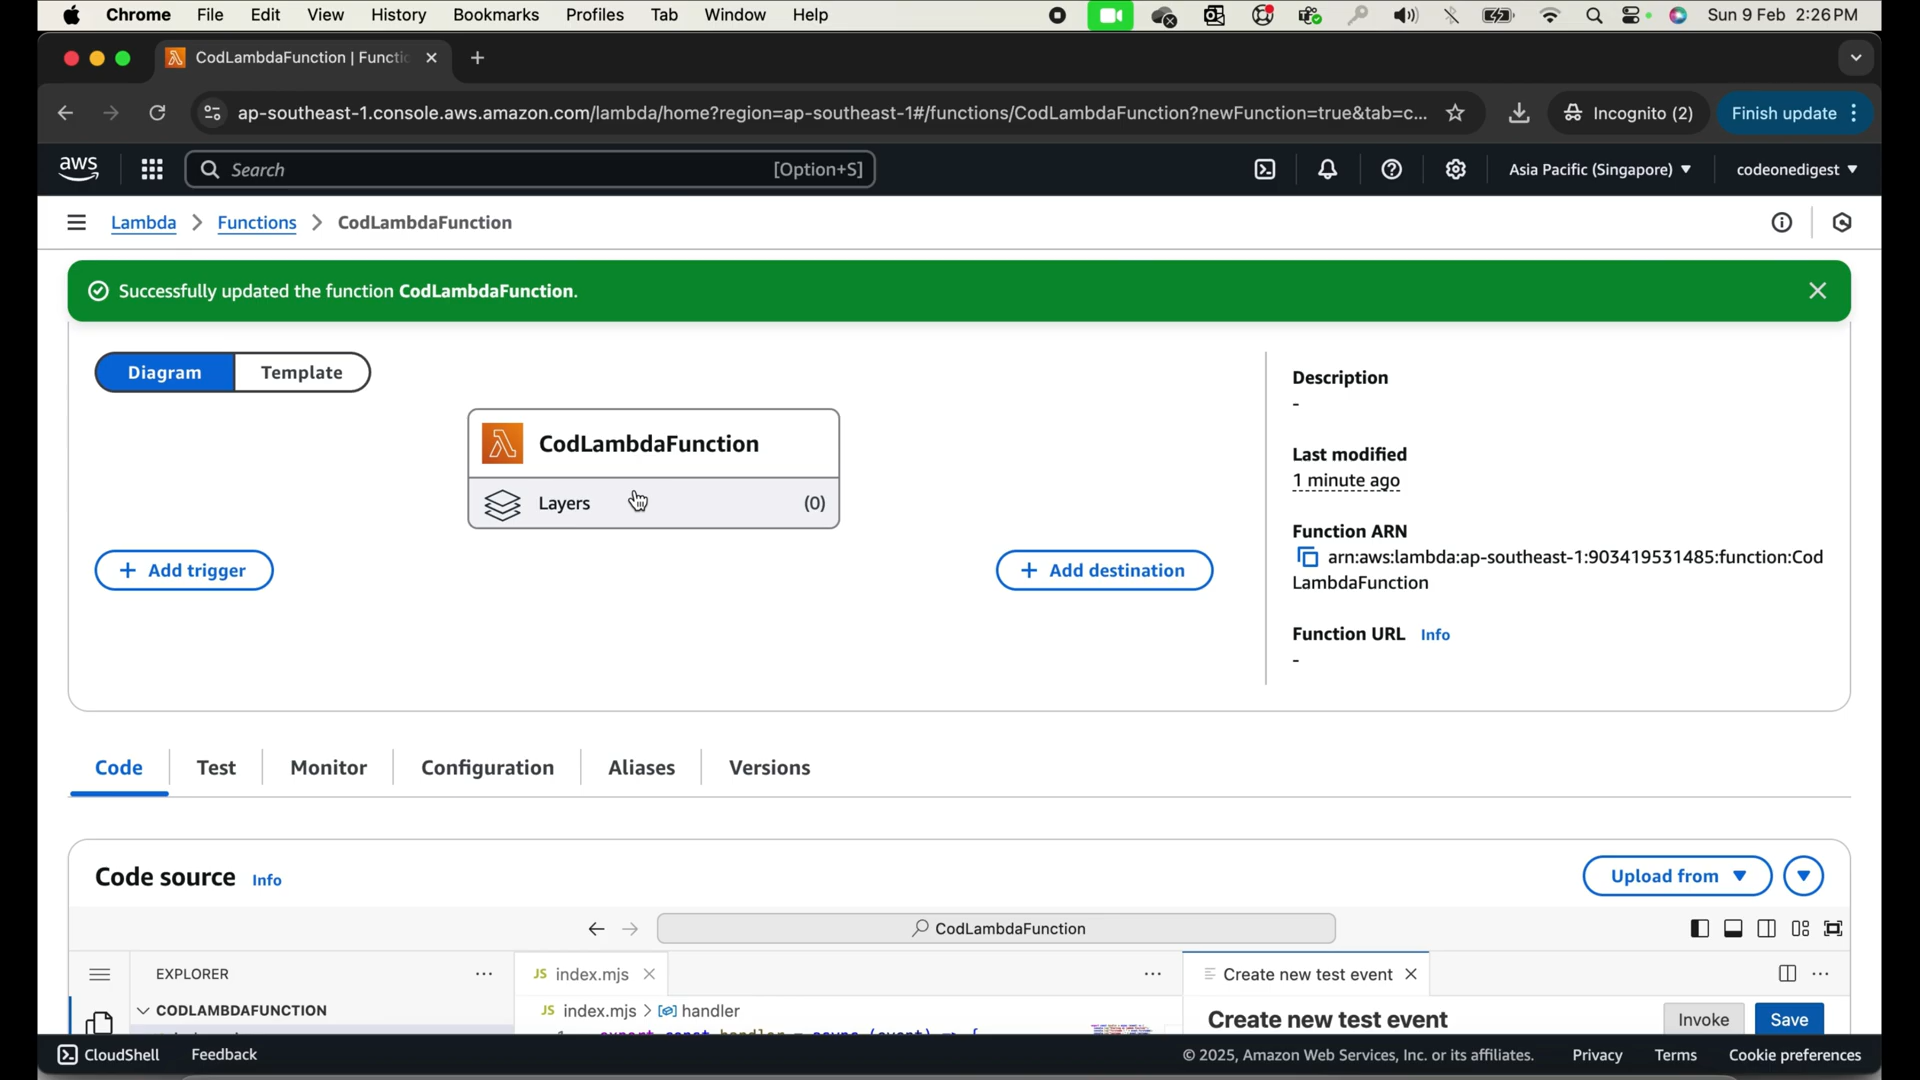 Chrome File Edit View History Bookmarks Profiles Tab Window Help Sun 9 Feb 2:26 PM
CodLambdaFunction | Functic
ap-southeast-1.console.aws.amazon.com/lambda/home?region=ap-southeast-1#/functions/CodLambdaFunction?newFunction=true&tab=c... Incognito (2) Finish update
aws Search [Option+S] Asia Pacific (Singapore) codeonedigest
Lambda > Functions > CodLambdaFunction
Successfully updated the function CodLambdaFunction.
Diagram Template
CodLambdaFunction
Layers (0)
+ Add trigger
+ Add destination
Description
-
Last modified
1 minute ago
Function ARN
arn:aws:lambda:ap-southeast-1:903419531485:function:Cod
LambdaFunction
Function URL Info
-
Code Test Monitor Configuration Aliases Versions
Code source Info
Upload from
CodLambdaFunction
EXPLORER
JS index.mjs
Create new test event
CODLAMBDAFUNCTION
JS index.mjs > handler
Create new test event
Invoke Save
CloudShell Feedback © 2025, Amazon Web Services, Inc. or its affiliates. Privacy Terms Cookie preferences